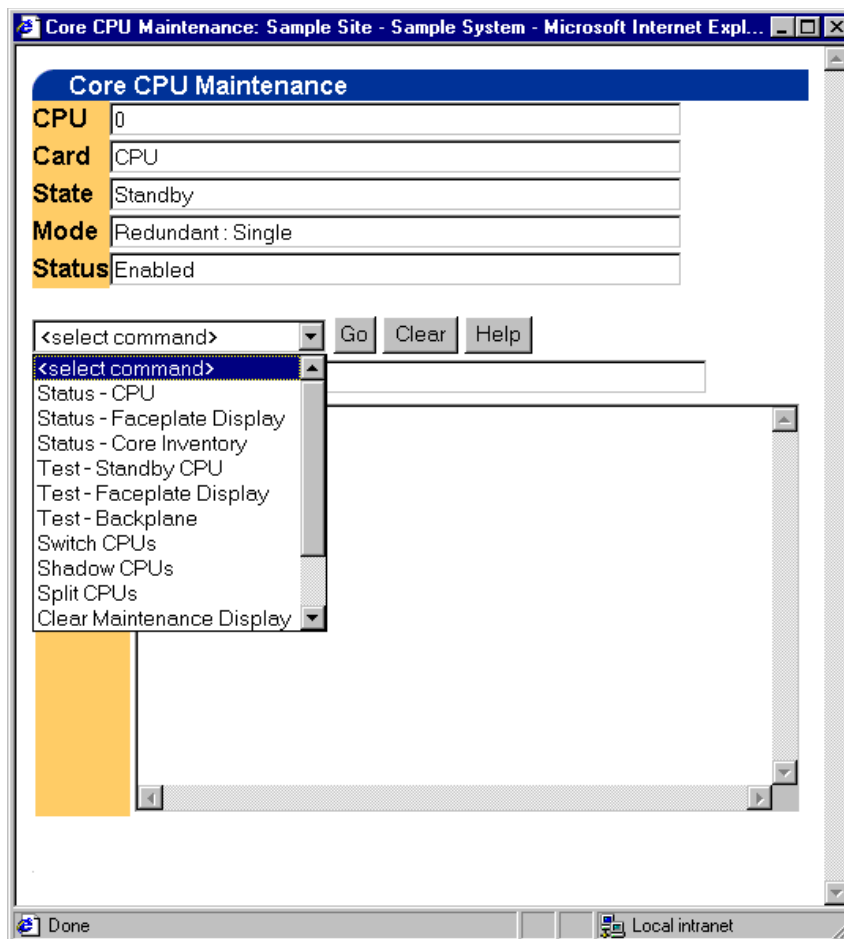 Core CPU Maintenance: Sample Site - Sample System - Microsoft Internet Expl...
Core CPU Maintenance
CPU 0
Card CPU
State Standby
Mode Redundant : Single
Status Enabled
<select command> Go Clear Help
<select command>
Status - CPU
Status - Faceplate Display
Status - Core Inventory
Test - Standby CPU
Test - Faceplate Display
Test - Backplane
Switch CPUs
Shadow CPUs
Split CPUs
Clear Maintenance Display
Done Local intranet